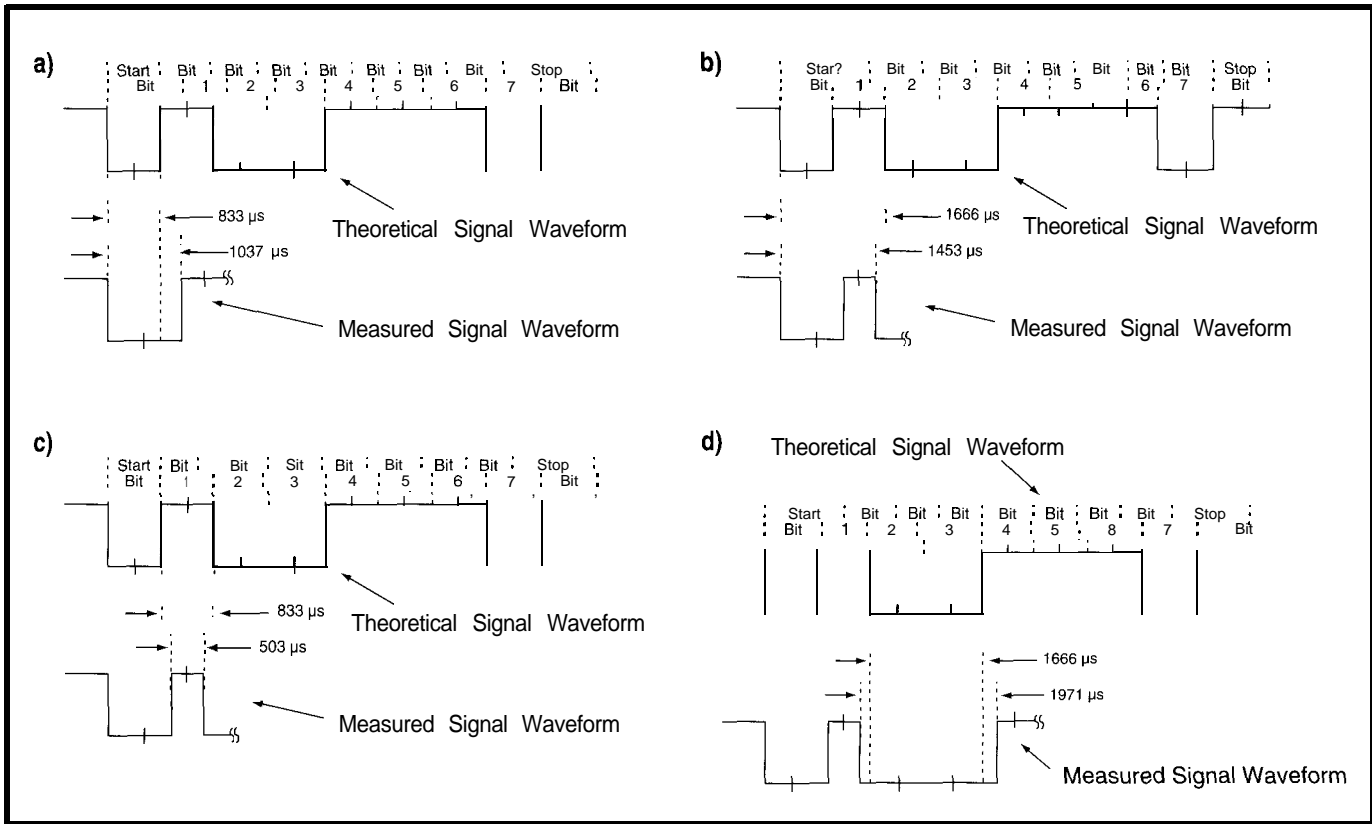 a)
Start Bit Bit Bit Bit Bit Bit Bit Stop
Bit 1 2 3 4 5 6 7 Bit
833 µs
Theoretical Signal Waveform
1037 µs
Measured Signal Waveform
b)
Star? Bit Bit Bit Bit Bit Bit Bit Stop
Bit 1 2 3 4 5 6 7 Bit
1666 µs
Theoretical Signal Waveform
1453 µs
Measured Signal Waveform
c)
Start Bit Bit Sit Bit Bit Bit Bit Stop
Bit 1 2 3 4 5 6 7 Bit
833 µs
Theoretical Signal Waveform
503 µs
Measured Signal Waveform
d)
Theoretical Signal Waveform
Start Bit Bit Bit Bit Bit Bit Bit Stop
Bit 1 2 3 4 5 8 7 Bit
1666 µs
1971 µs
Measured Signal Waveform